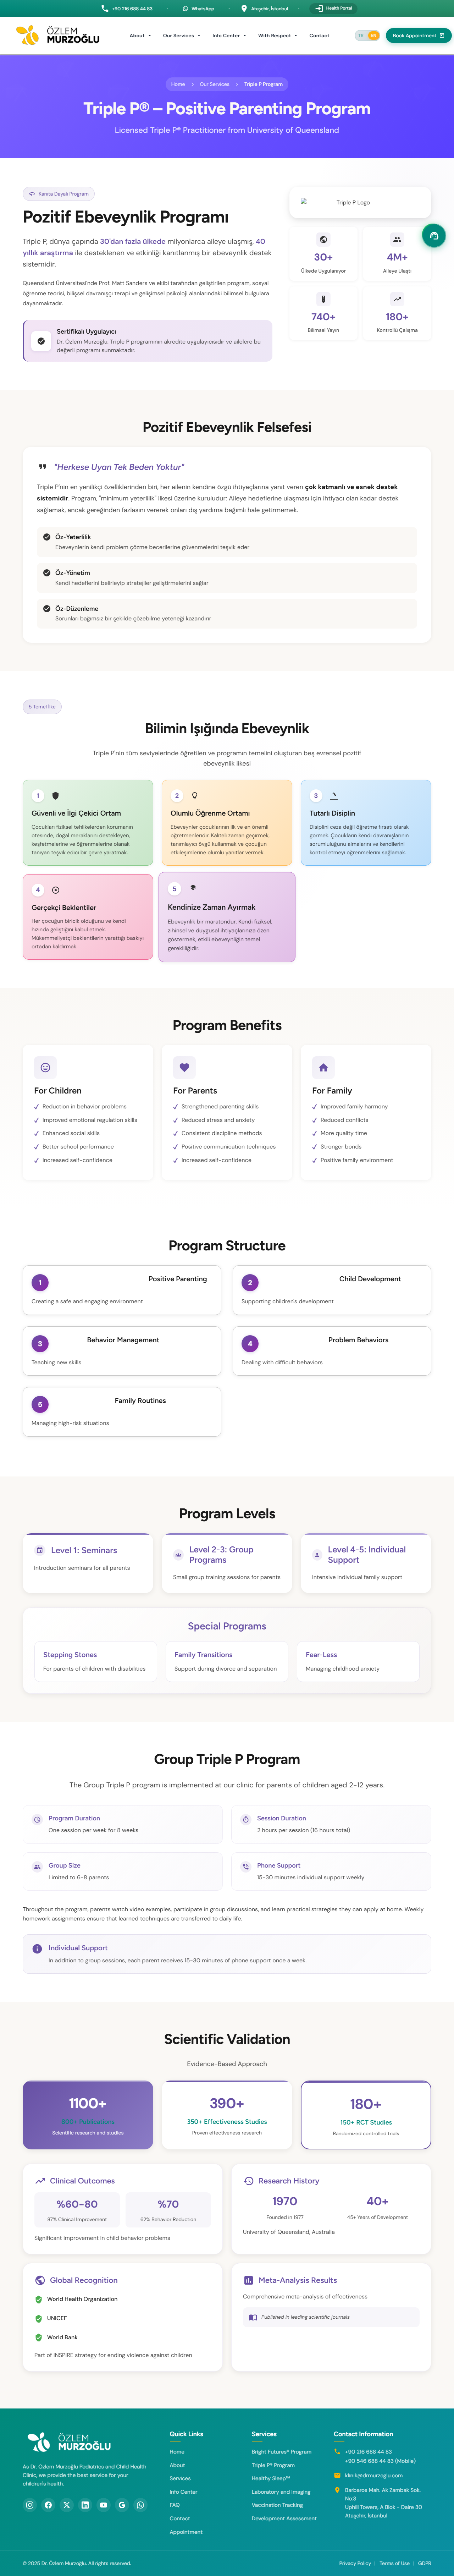 +90 216 688 44 83
WhatsApp
Ataşehir, İstanbul
Health Portal
ÖZLEM
MURZOĞLU
About
Our Services
Info Center
With Respect
Contact
TR
EN
Book Appointment
Home
Our Services
Triple P Program
Triple P® – Positive Parenting Program
Licensed Triple P® Practitioner from University of Queensland
Kanıta Dayalı Program
Pozitif Ebeveynlik Programı
Triple P, dünya çapında 30'dan fazla ülkede milyonlarca aileye ulaşmış, 40
yıllık araştırma ile desteklenen en kapsamlı ebeveynlik destek
sistemidir.
Queensland Üniversitesi'nde Prof. Matt Sanders ve ekibi tarafından geliştirilen program, sosyal
öğrenme teorisi, bilişsel davranışçı terapi ve gelişimsel psikoloji alanlarındaki bilimsel bulgulara
dayanmaktadır.
Sertifikalı Uygulayıcı
Dr. Özlem Murzoğlu, Triple P programının akredite uygulayıcısıdır ve ailelere bu
değerli programı sunmaktadır.
Triple P Logo
30+
Ülkede Uygulanıyor
4M+
Aileye Ulaştı
740+
Bilimsel Yayın
180+
Kontrollü Çalışma
Pozitif Ebeveynlik Felsefesi
"Herkese Uyan Tek Beden Yoktur"
Triple P'nin en yenilikçi özelliklerinden biri, her ailenin kendine özgü ihtiyaçlarına yanıt veren çok katmanlı ve esnek destek
sistemidir. Program, "minimum yeterlilik" ilkesi üzerine kuruludur: Aileye hedeflerine ulaşması için ihtiyacı olan kadar destek
sağlamak, ancak gereğinden fazlasını vererek onları dış yardıma bağımlı hale getirmemek.
Öz-Yeterlilik
Ebeveynlerin kendi problem çözme becerilerine güvenmelerini teşvik eder
Öz-Yönetim
Kendi hedeflerini belirleyip stratejiler geliştirmelerini sağlar
Öz-Düzenleme
Sorunları bağımsız bir şekilde çözebilme yeteneği kazandırır
5 Temel İlke
Bilimin Işığında Ebeveynlik
Triple P'nin tüm seviyelerinde öğretilen ve programın temelini oluşturan beş evrensel pozitif
ebeveynlik ilkesi
1
Güvenli ve İlgi Çekici Ortam
Çocukları fiziksel tehlikelerden korumanın
ötesinde, doğal meraklarını destekleyen,
keşfetmelerine ve öğrenmelerine olanak
tanıyan teşvik edici bir çevre yaratmak.
2
Olumlu Öğrenme Ortamı
Ebeveynler çocuklarının ilk ve en önemli
öğretmenleridir. Kaliteli zaman geçirmek,
tanımlayıcı övgü kullanmak ve çocuğun
etkileşimlerine olumlu yanıtlar vermek.
3
Tutarlı Disiplin
Disiplini ceza değil öğretme fırsatı olarak
görmek. Çocukların davranışlarının
sorumluluğunu almalarını ve kendilerini
kontrol etmeyi öğrenmelerini sağlamak.
4
Gerçekçi Beklentiler
Her çocuğun biricik olduğunu ve kendi
hızında geliştiğini kabul etmek.
Mükemmeliyetçi beklentilerin yarattığı baskıyı
ortadan kaldırmak.
5
Kendinize Zaman Ayırmak
Ebeveynlik bir maratondur. Kendi fiziksel,
zihinsel ve duygusal ihtiyaçlarınıza özen
göstermek, etkili ebeveynliğin temel
gerekliliğidir.
Program Benefits
For Children
Reduction in behavior problems
Improved emotional regulation skills
Enhanced social skills
Better school performance
Increased self-confidence
For Parents
Strengthened parenting skills
Reduced stress and anxiety
Consistent discipline methods
Positive communication techniques
Increased self-confidence
For Family
Improved family harmony
Reduced conflicts
More quality time
Stronger bonds
Positive family environment
Program Structure
1
Positive Parenting
Creating a safe and engaging environment
2
Child Development
Supporting children's development
3
Behavior Management
Teaching new skills
4
Problem Behaviors
Dealing with difficult behaviors
5
Family Routines
Managing high-risk situations
Program Levels
Level 1: Seminars
Introduction seminars for all parents
Level 2-3: Group
Programs
Small group training sessions for parents
Level 4-5: Individual
Support
Intensive individual family support
Special Programs
Stepping Stones
For parents of children with disabilities
Family Transitions
Support during divorce and separation
Fear-Less
Managing childhood anxiety
Group Triple P Program
The Group Triple P program is implemented at our clinic for parents of children aged 2-12 years.
Program Duration
One session per week for 8 weeks
Session Duration
2 hours per session (16 hours total)
Group Size
Limited to 6-8 parents
Phone Support
15-30 minutes individual support weekly
Throughout the program, parents watch video examples, participate in group discussions, and learn practical strategies they can apply at home. Weekly
homework assignments ensure that learned techniques are transferred to daily life.
Individual Support
In addition to group sessions, each parent receives 15-30 minutes of phone support once a week.
Scientific Validation
Evidence-Based Approach
1100+
800+ Publications
Scientific research and studies
390+
350+ Effectiveness Studies
Proven effectiveness research
180+
150+ RCT Studies
Randomized controlled trials
Clinical Outcomes
%60-80
87% Clinical Improvement
%70
62% Behavior Reduction
Significant improvement in child behavior problems
Research History
1970
Founded in 1977
40+
45+ Years of Development
University of Queensland, Australia
Global Recognition
World Health Organization
UNICEF
World Bank
Part of INSPIRE strategy for ending violence against children
Meta-Analysis Results
Comprehensive meta-analysis of effectiveness
Published in leading scientific journals
ÖZLEM
MURZOĞLU
As Dr. Özlem Murzoğlu Pediatrics and Child Health
Clinic, we provide the best service for your
children's health.
Quick Links
Home
About
Services
Info Center
FAQ
Contact
Appointment
Services
Bright Futures® Program
Triple P® Program
Healthy Sleep™
Laboratory and Imaging
Vaccination Tracking
Development Assessment
Contact Information
+90 216 688 44 83
+90 546 688 44 83 (Mobile)
klinik@drmurzoglu.com
Barbaros Mah. Ak Zambak Sok.
No:3
Uphill Towers, A Blok - Daire 30
Ataşehir, İstanbul
© 2025 Dr. Özlem Murzoğlu. All rights reserved.
Privacy Policy | Terms of Use | GDPR